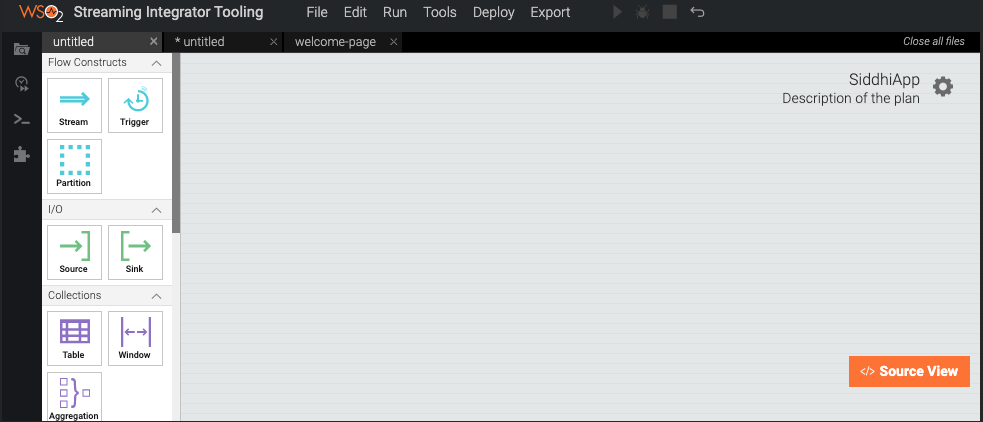 WSO2 Streaming Integrator Tooling File Edit Run Tools Deploy Export
untitled * untitled welcome-page Close all files
Flow Constructs
Stream Trigger
Partition
I/O
Source Sink
Collections
Table Window
Aggregation
SiddhiApp
Description of the plan
</> Source View